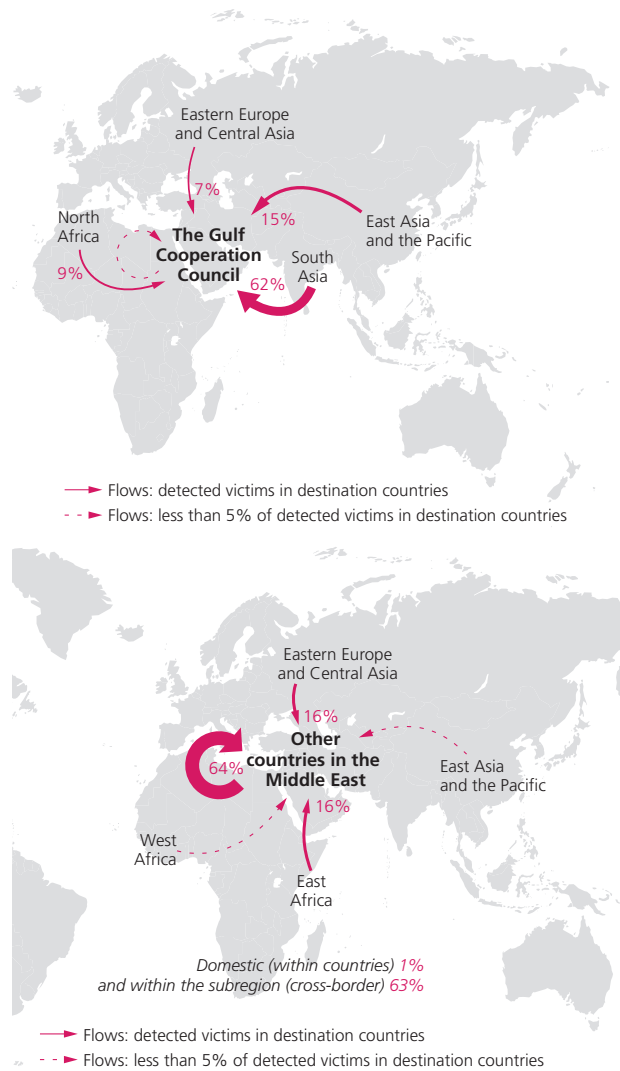 Eastern Europe
and Central Asia
7%
15%
North
Africa
The Gulf
Cooperation
Council
East Asia
and the Pacific
South
Asia
9%
62%
Flows: detected victims in destination countries
Flows: less than 5% of detected victims in destination countries
Eastern Europe
and Central Asia
16%
Other
countries in the
Middle East
64%
East Asia
and the Pacific
16%
West
Africa
East
Africa
Domestic (within countries) 1%
and within the subregion (cross-border) 63%
Flows: detected victims in destination countries
Flows: less than 5% of detected victims in destination countries